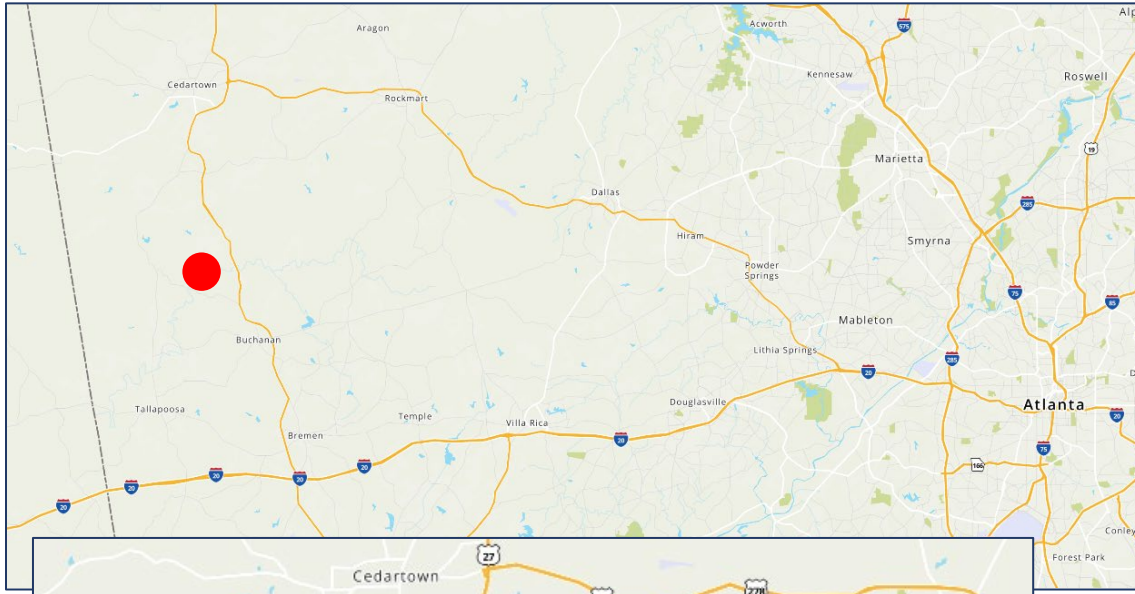 Alp
Aragon
Acworth
575
Kennesaw
Roswell
Cedartown
Rockmart
19
Marietta
Dallas
285
Hiram
Smyrna
Powder
Springs
75
85
Mableton
Buchanan
Lithia Springs
285
20
D
Tallapoosa
Temple
Douglasville
Atlanta
20
Villa Rica
Bremen
20
75
20
20
20
20
20
166
Conley
27
Forest Park
Cedartown
278